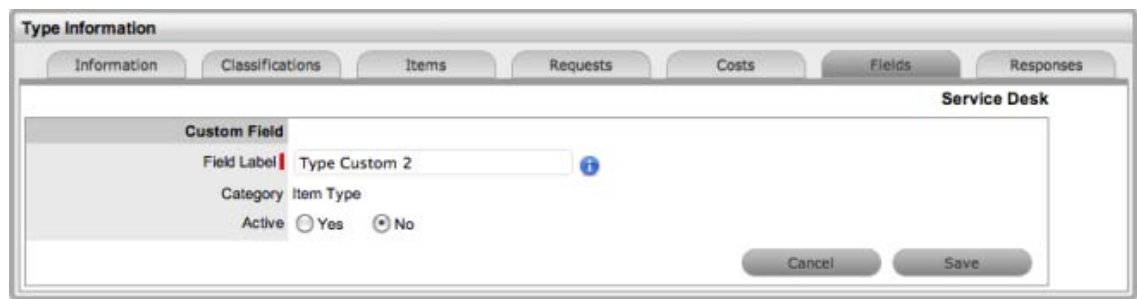 Type Information
Information Classifications Items Requests Costs Fields Responses
Service Desk
Custom Field
Field Label Type Custom 2
Category Item Type
Active Yes No
Cancel Save